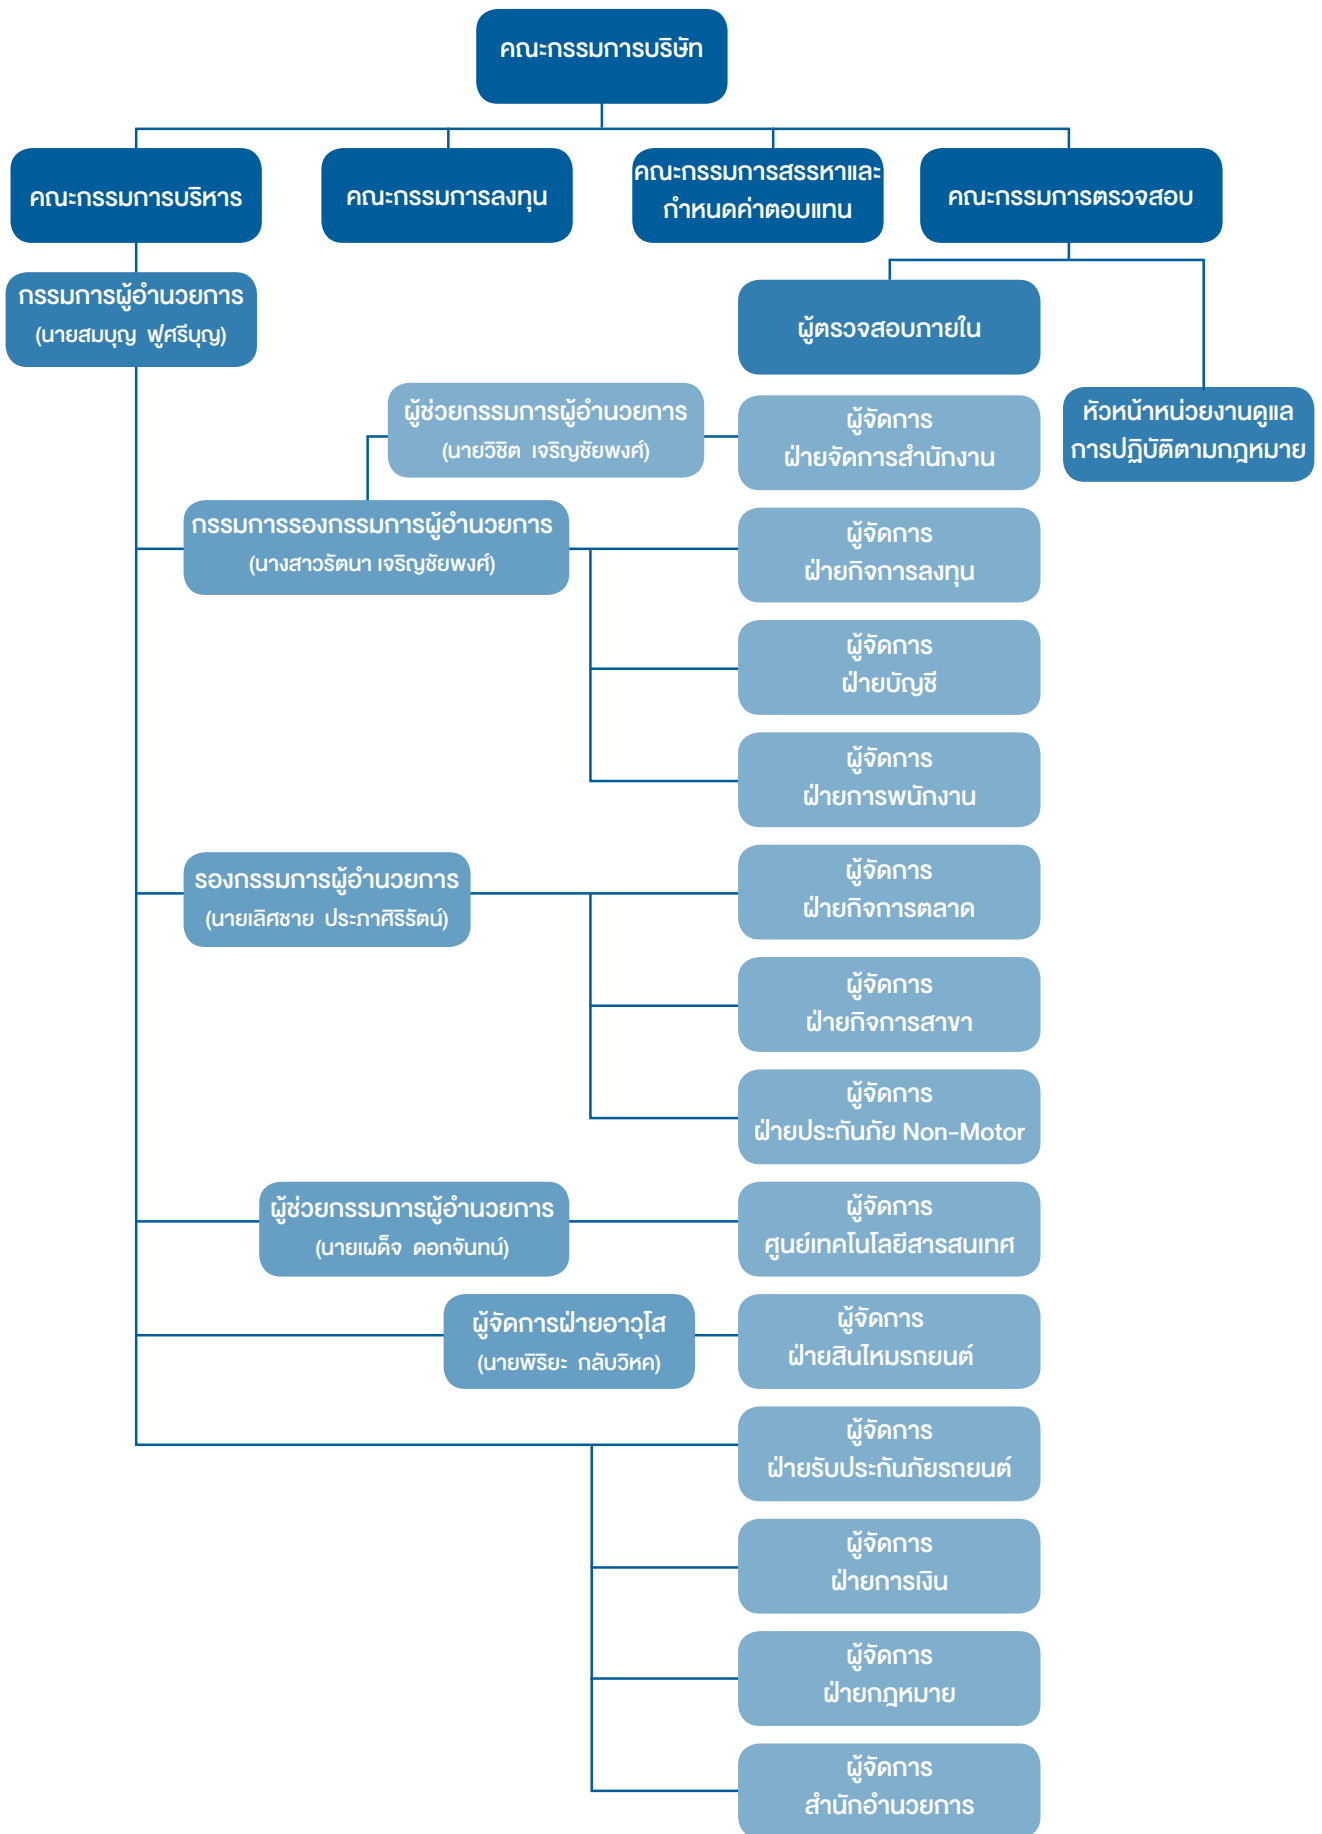 คณะกรรมการบริษัท
คณะกรรมการบริหาร
คณะกรรมการลงทุน
คณะกรรมการสรรหาและ
กำหนดค่าตอบแทน
คณะกรรมการตรวจสอบ
กรรมการผู้อำนวยการ
(นายสมบุญ ฟูศรีบุญ)
ผู้ตรวจสอบภายใน
หัวหน้าหน่วยงานดูแล
การปฏิบัติตามกฎหมาย
ผู้ช่วยกรรมการผู้อำนวยการ
(นายวิชิต เจริญชัยพงศ์)
ผู้จัดการ
ฝ่ายจัดการสำนักงาน
กรรมการรองกรรมการผู้อำนวยการ
(นางสาวรัตนา เจริญชัยพงศ์)
ผู้จัดการ
ฝ่ายกิจการลงทุน
ผู้จัดการ
ฝ่ายบัญชี
ผู้จัดการ
ฝ่ายการพนักงาน
รองกรรมการผู้อำนวยการ
(นายเลิศชาย ประภาศิริรัตน์)
ผู้จัดการ
ฝ่ายกิจการตลาด
ผู้จัดการ
ฝ่ายกิจการสาขา
ผู้จัดการ
ฝ่ายประกันภัย Non-Motor
ผู้ช่วยกรรมการผู้อำนวยการ
(นายเผด็จ ดอกจันทน์)
ผู้จัดการ
ศูนย์เทคโนโลยีสารสนเทศ
ผู้จัดการฝ่ายอาวุโส
(นายพิริยะ กลับวิหค)
ผู้จัดการ
ฝ่ายสินไหมรถยนต์
ผู้จัดการ
ฝ่ายรับประกันภัยรถยนต์
ผู้จัดการ
ฝ่ายการเงิน
ผู้จัดการ
ฝ่ายกฎหมาย
ผู้จัดการ
สำนักอำนวยการ